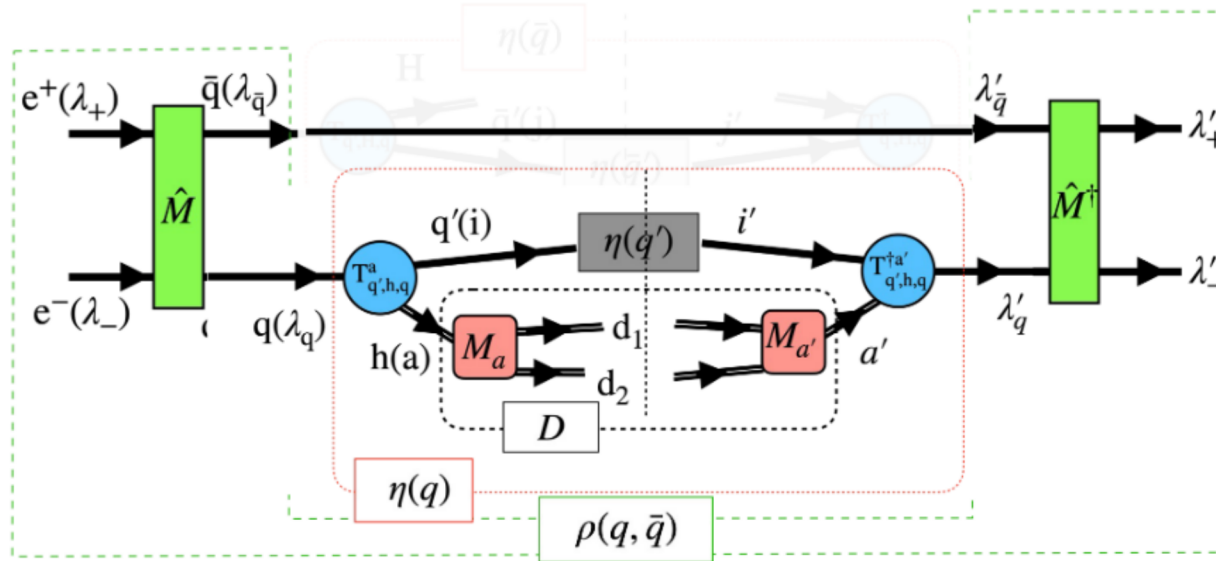 η(q̄)
H
e⁺(λ₊) q̄(λ_q̄) q̄′(j) j′ λ′_q̄ λ′₊
η(q̄′)
M̂ M̂†
q′(i) η(q′) i′
T^a_{q′,h,q} T^{†a′}_{q′,h,q}
e⁻(λ₋) q(λ_q) λ′_q λ′₋
h(a) M_a d₁ M_{a′} a′
d₂
D
η(q)
ρ(q, q̄)